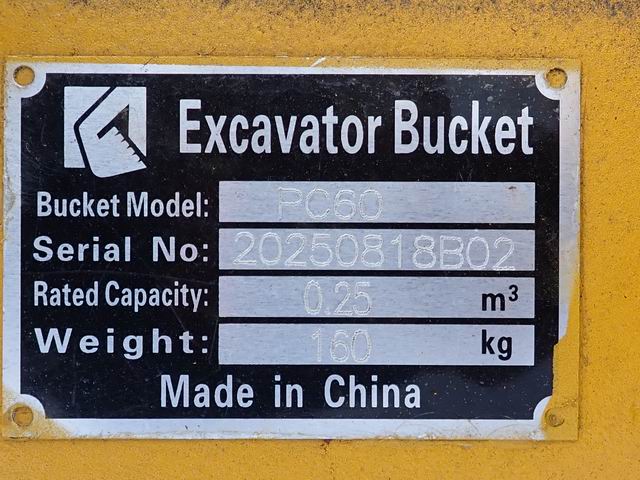 Excavator Bucket
Bucket Model: PC60
Serial No: 20250818B02
Rated Capacity: 0.25 m³
Weight: 160 kg
Made in China